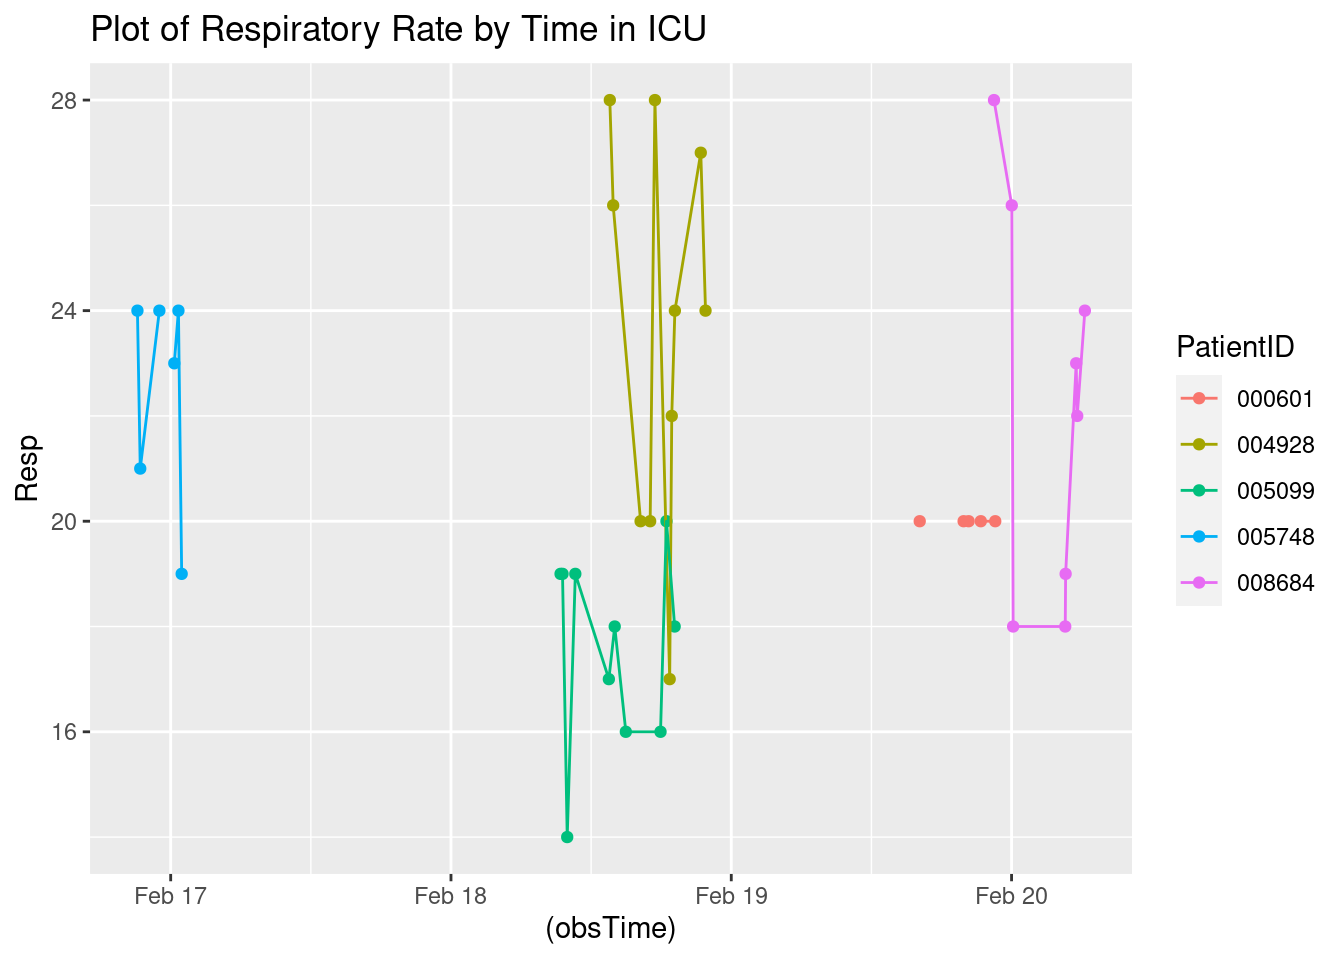 Plot of Respiratory Rate by Time in ICU
28
24
20
16
Resp
Feb 17
Feb 18
Feb 19
Feb 20
(obsTime)
PatientID
000601
004928
005099
005748
008684